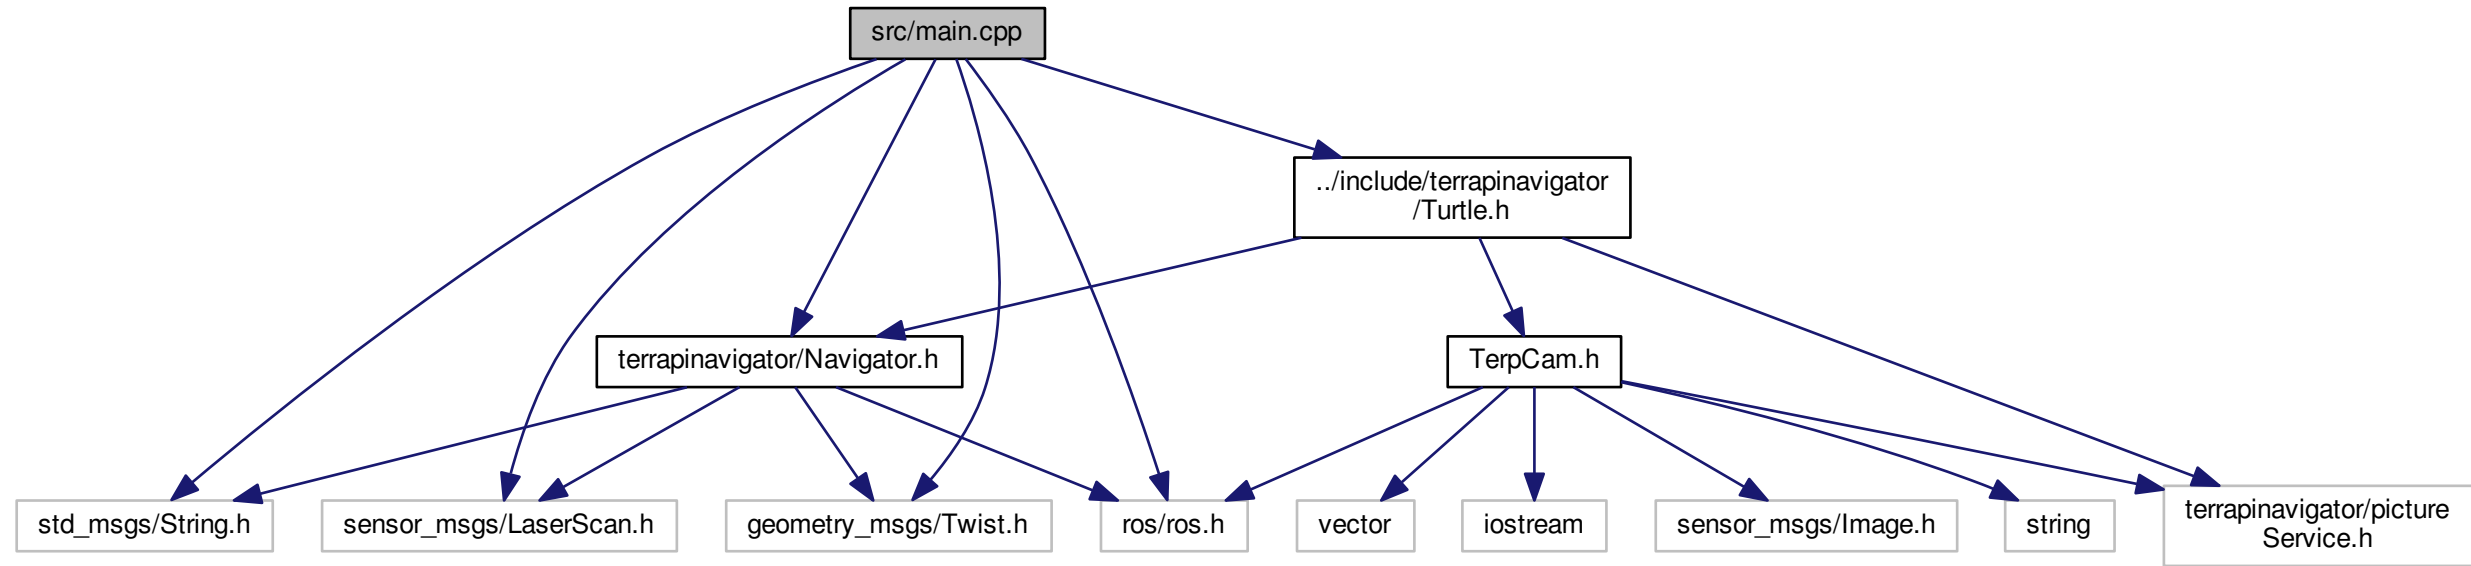 src/main.cpp
../include/terrapinavigator
/Turtle.h
terrapinavigator/Navigator.h
TerpCam.h
std_msgs/String.h
sensor_msgs/LaserScan.h
geometry_msgs/Twist.h
ros/ros.h
vector
iostream
sensor_msgs/Image.h
string
terrapinavigator/picture
Service.h